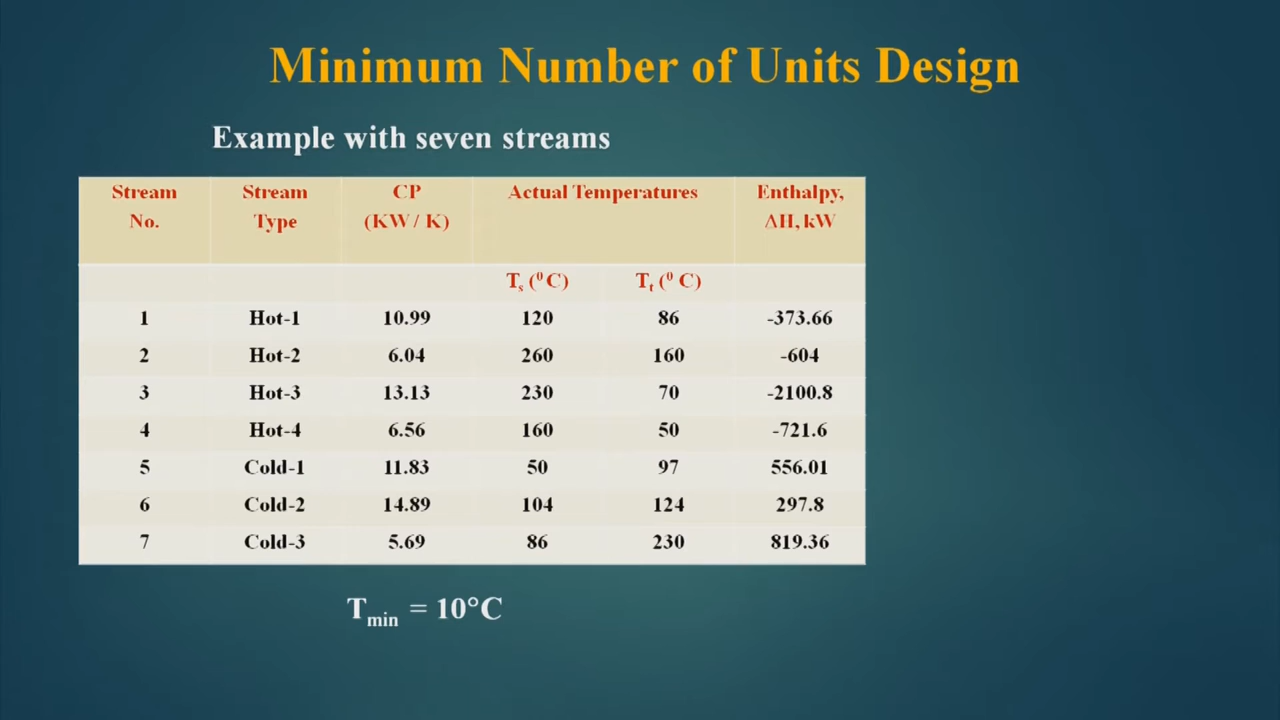 Minimum Number of Units Design
Example with seven streams
Stream No. Stream Type CP (KW / K) Actual Temperatures Enthalpy, ΔH, kW
Ts (⁰ C) Tt (⁰ C)
1 Hot-1 10.99 120 86 -373.66
2 Hot-2 6.04 260 160 -604
3 Hot-3 13.13 230 70 -2100.8
4 Hot-4 6.56 160 50 -721.6
5 Cold-1 11.83 50 97 556.01
6 Cold-2 14.89 104 124 297.8
7 Cold-3 5.69 86 230 819.36
Tmin = 10°C